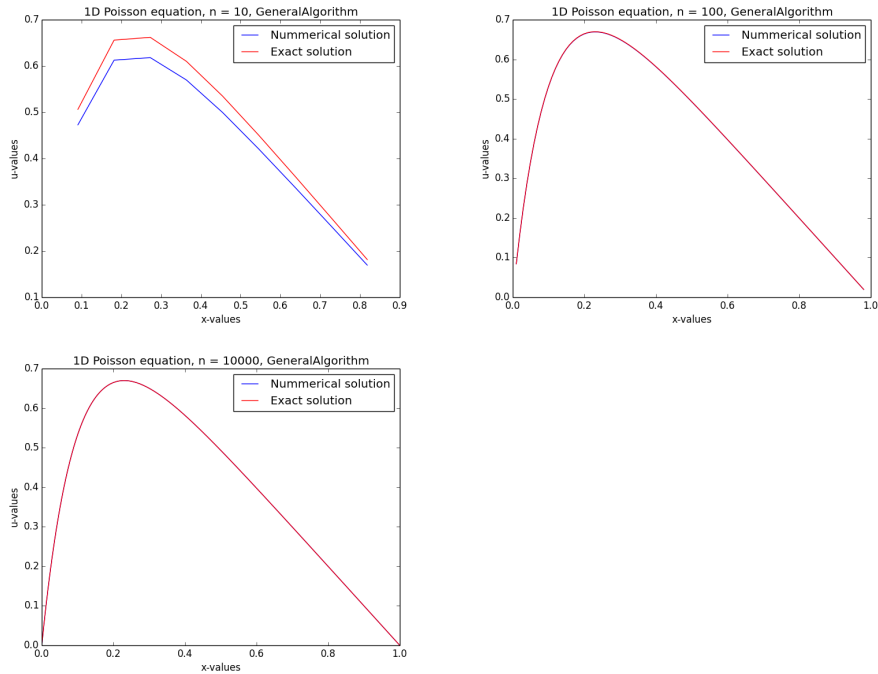 1D Poisson equation, n = 10, GeneralAlgorithm
0.7
0.6
0.5
0.4
0.3
0.2
0.1
u-values
Nummerical solution
Exact solution
0.0 0.1 0.2 0.3 0.4 0.5 0.6 0.7 0.8 0.9
x-values
1D Poisson equation, n = 100, GeneralAlgorithm
0.7
0.6
0.5
0.4
0.3
0.2
0.1
0.0
u-values
Nummerical solution
Exact solution
0.0 0.2 0.4 0.6 0.8 1.0
x-values
1D Poisson equation, n = 10000, GeneralAlgorithm
0.7
0.6
0.5
0.4
0.3
0.2
0.1
0.0
u-values
Nummerical solution
Exact solution
0.0 0.2 0.4 0.6 0.8 1.0
x-values